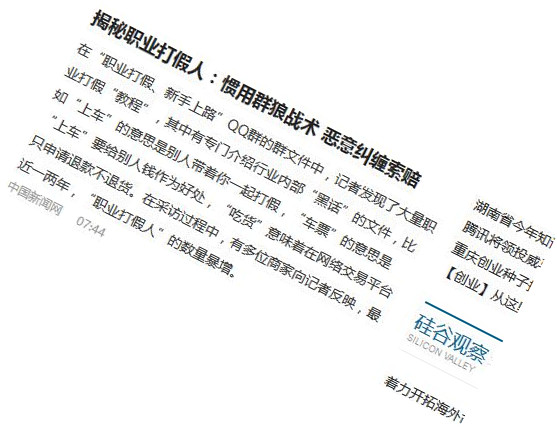 揭秘职业打假人：惯用群狼战术 恶意纠缠索赔
在“职业打假、新手上路”QQ群的群文件中，记者发现了大量职
业打假“教程”，其中有专门介绍行业内部“黑话”的文件，比
如“上车”的意思是别人带着你一起打假，“车票”的意思是
“上车”要给别人钱作为好处，“吃货”意味着在网络交易平台
只申请退款不退货。在采访过程中，有多位商家向记者反映，最
近一两年，“职业打假人”的数量暴增。
中国新闻网 07:44
湖南省今年知
腾讯将领投威
重庆创业种子
【创业】从这
硅谷观察
SILICON VALLEY
着力开拓海外